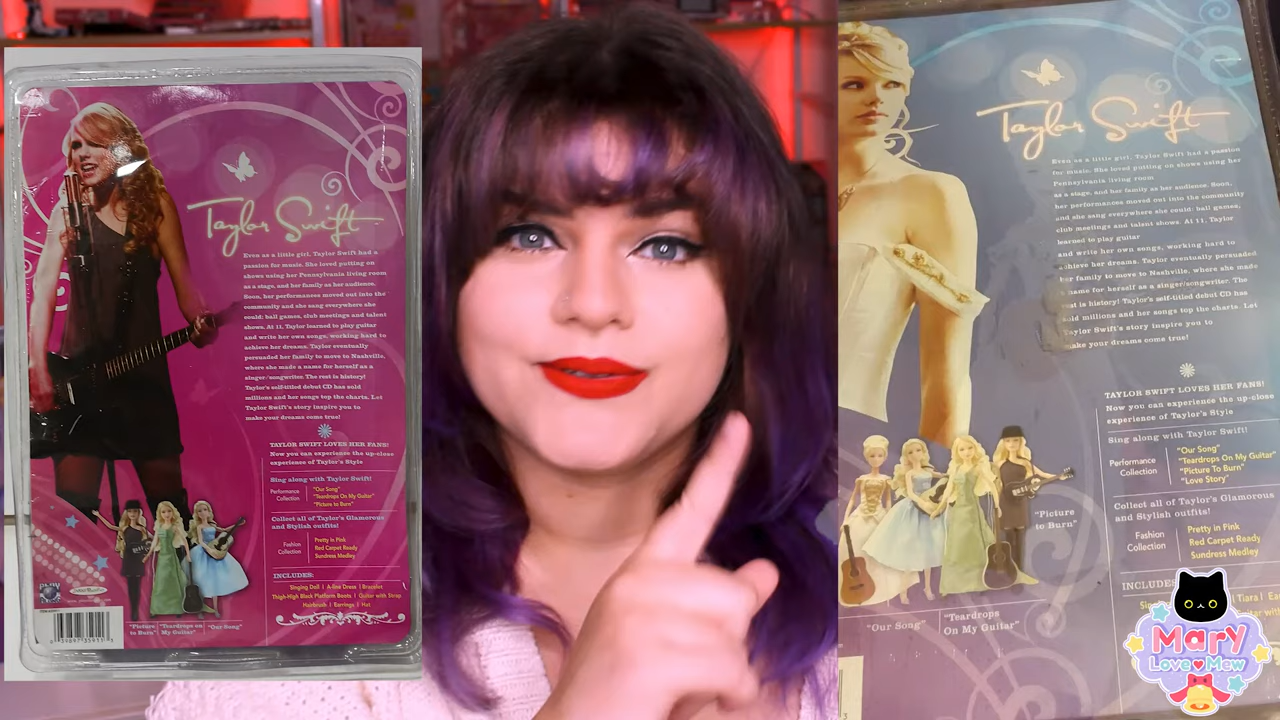 Taylor Swift
Even as a little girl, Taylor Swift had a
passion for music. She loved putting on
shows using her Pennsylvania living room
as a stage, and her family as her audience.
Soon, her performances moved out into the
community and she sang everywhere she
could; ball games, club meetings and talent
shows. At 11, Taylor learned to play guitar
and write her own songs, working hard to
achieve her dreams. Taylor eventually
persuaded her family to move to Nashville,
where she made a name for herself as a
singer/songwriter. The rest is history!
Taylor's self-titled debut CD has sold
millions and her songs top the charts. Let
Taylor Swift's story inspire you to
make your dreams come true!
TAYLOR SWIFT LOVES HER FANS!
Now you can experience the up-close
experience of Taylor's Style
Sing along with Taylor Swift!
Performance
Collection
"Our Song"
"Teardrops On My Guitar"
"Picture to Burn"
Collect all of Taylor's Glamorous
and Stylish outfits!
Fashion
Collection
Pretty in Pink
Red Carpet Ready
Sundress Medley
INCLUDES:
Singing Doll | A-line Dress | Bracelet
Thigh-High Black Platform Boots | Guitar with Strap
Hairbrush | Earrings | Hat
"Picture
to Burn"
"Teardrops on
My Guitar"
"Our Song"
Taylor Swift
Even as a little girl, Taylor Swift had a passion
for music. She loved putting on shows using her
Pennsylvania living room
as a stage, and her family as her audience. Soon,
her performances moved out into the community
and she sang everywhere she could: ball games,
club meetings and talent shows. At 11, Taylor
learned to play guitar
and write her own songs, working hard to
achieve her dreams. Taylor eventually persuaded
her family to move to Nashville, where she made
name for herself as a singer/songwriter. The
rest is history! Taylor's self-titled debut CD has
sold millions and her songs top the charts. Let
Taylor Swift's story inspire you to
make your dreams come true!
TAYLOR SWIFT LOVES HER FANS!
Now you can experience the up-close
experience of Taylor's Style
Sing along with Taylor Swift!
Performance
Collection
"Our Song"
"Teardrops On My Guitar"
"Picture To Burn"
"Love Story"
Collect all of Taylor's Glamorous
and Stylish outfits!
Fashion
Collection
Pretty in Pink
Red Carpet Ready
Sundress Medley
INCLUDES
Tiara |
"Picture
to Burn"
"Our Song"
"Teardrops
On My Guitar"
Mary
Love Mew